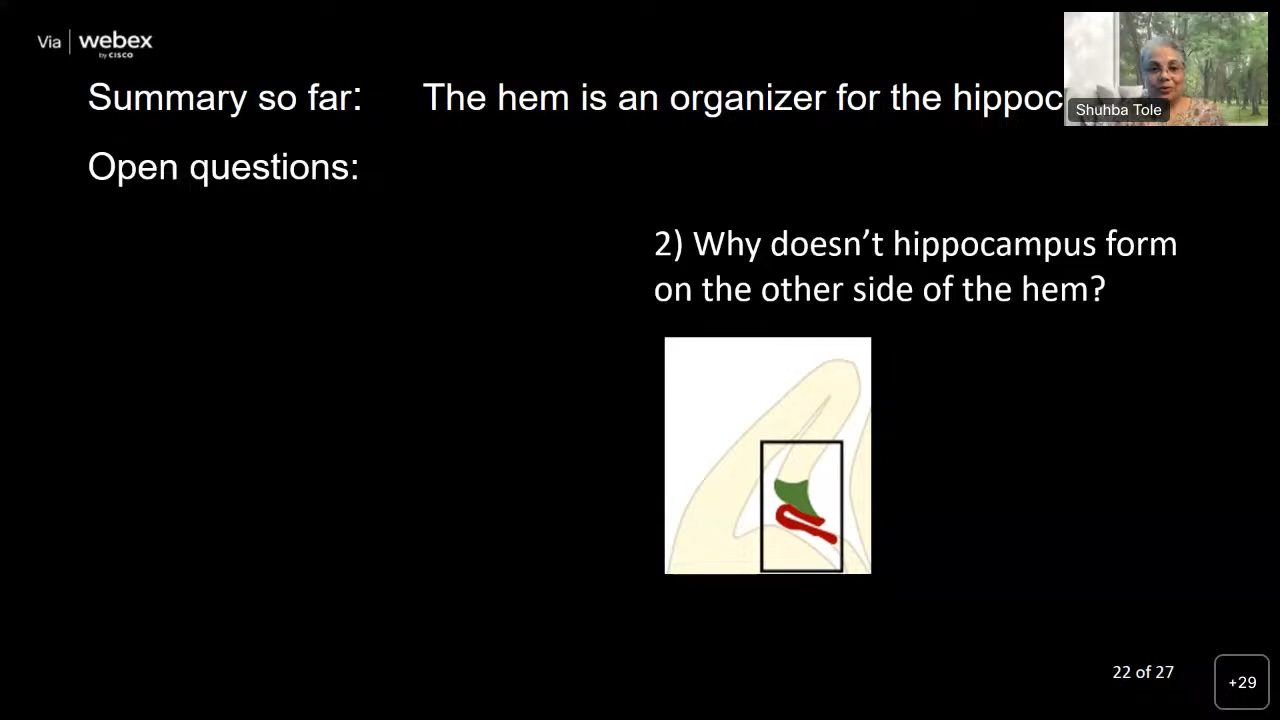 Via webex
by CISCO
Summary so far: The hem is an organizer for the hippoc
Shuhba Tole
Open questions:
2) Why doesn’t hippocampus form
on the other side of the hem?
22 of 27
+29